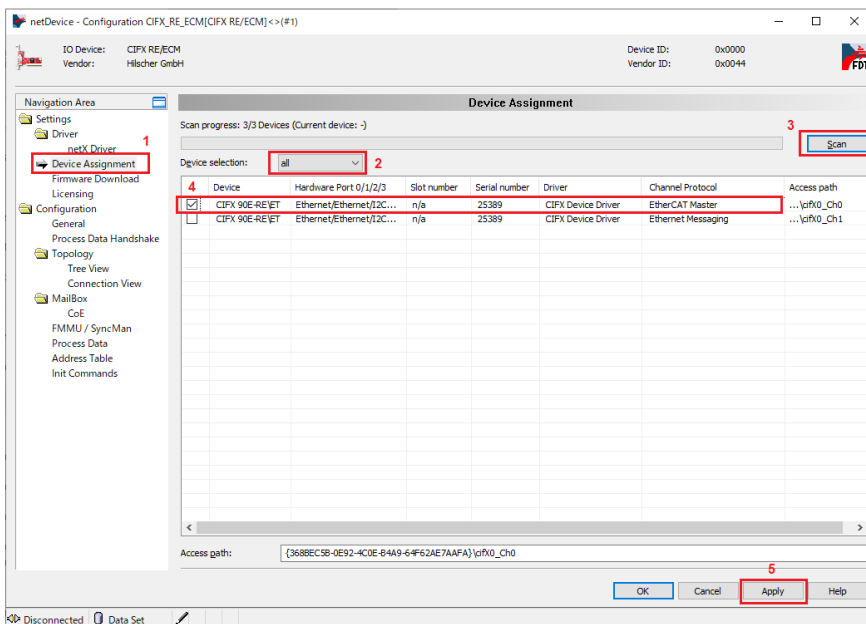 netDevice - Configuration CIFX_RE_ECM[CIFX RE/ECM]<>(#1)
IO Device: CIFX RE/ECM Device ID: 0x0000
Vendor: Hilscher GmbH Vendor ID: 0x0044
FDT
Navigation Area
Settings
Driver
netX Driver
1
Device Assignment
Firmware Download
Licensing
Configuration
General
Process Data Handshake
Topology
Tree View
Connection View
MailBox
CoE
FMMU / SyncMan
Process Data
Address Table
Init Commands
Device Assignment
Scan progress: 3/3 Devices (Current device: -)
3
Scan
Device selection: all 2
4 Device Hardware Port 0/1/2/3 Slot number Serial number Driver Channel Protocol Access path
CIFX 90E-RE\ET Ethernet/Ethernet/I2C... n/a 25389 CIFX Device Driver EtherCAT Master ...\cifX0_Ch0
CIFX 90E-RE\ET Ethernet/Ethernet/I2C... n/a 25389 CIFX Device Driver Ethernet Messaging ...\cifX0_Ch1
Access path: {368BEC5B-0E92-4C0E-B4A9-64F62AE7AAFA}\cifX0_Ch0
5
OK Cancel Apply Help
Disconnected Data Set